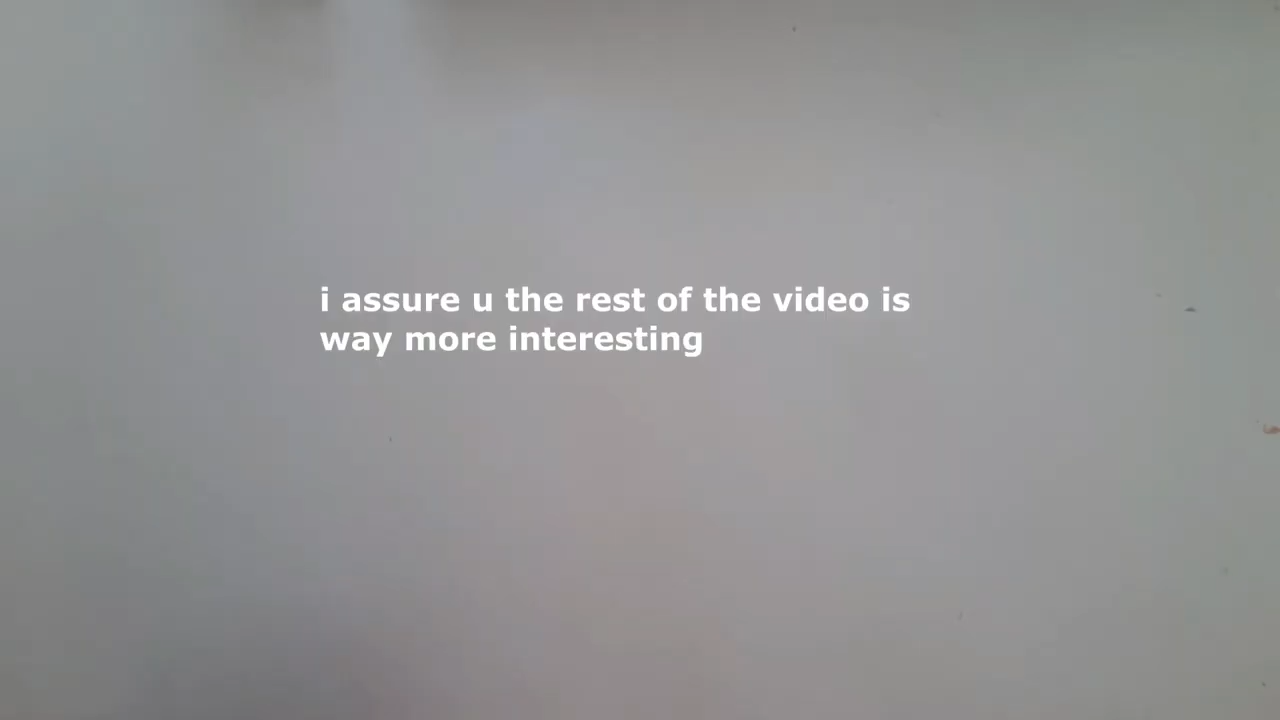 i assure u the rest of the video is
way more interesting